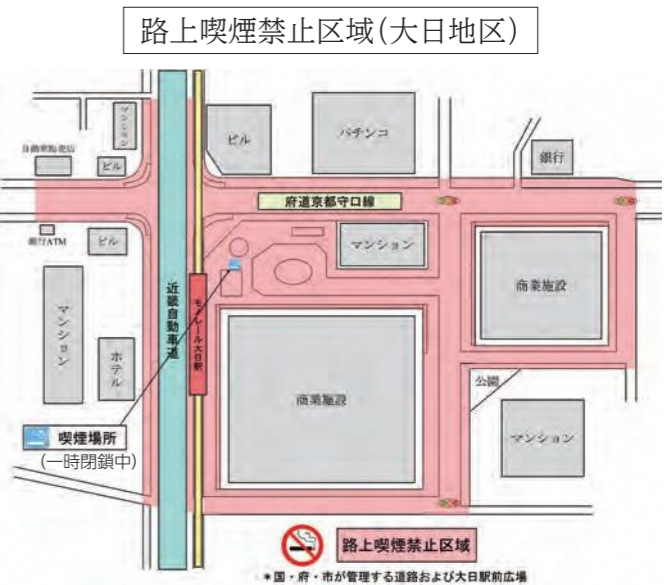 路上喫煙禁止区域(大日地区)
マンション
ビル
パチンコ
自動車販売店
ビル
銀行
府道京都守口線
銀行ATM
ビル
マンション
商業施設
近畿自動車道
モノレール大日駅
マンション
ホテル
商業施設
公園
マンション
喫煙場所
(一時閉鎖中)
路上喫煙禁止区域
*国・府・市が管理する道路および大日駅前広場